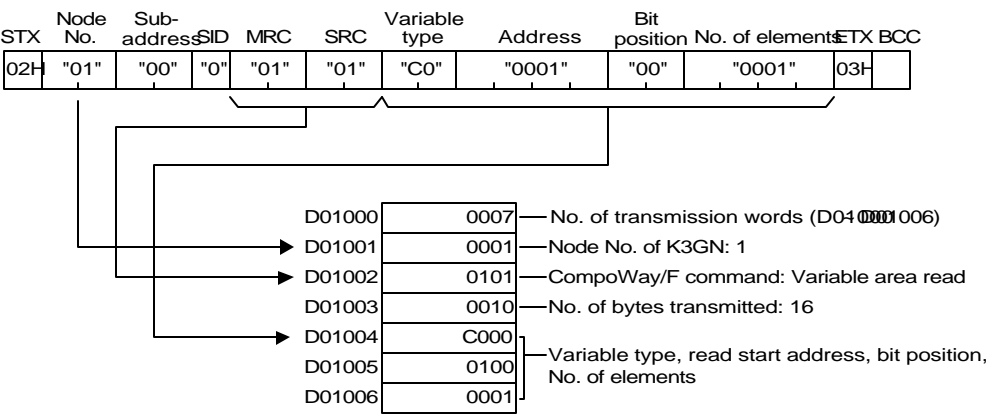 STX Node No. Sub-address SID MRC SRC Variable type Address Bit position No. of elements ETX BCC
02H "01" "00" "0" "01" "01" "C0" "0001" "00" "0001" 03H
D01000 0007 No. of transmission words (D01000 - D01006)
D01001 0001 Node No. of K3GN: 1
D01002 0101 CompoWay/F command: Variable area read
D01003 0010 No. of bytes transmitted: 16
D01004 C000
D01005 0100 Variable type, read start address, bit position,
No. of elements
D01006 0001